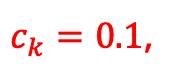 c_k = 0.1,